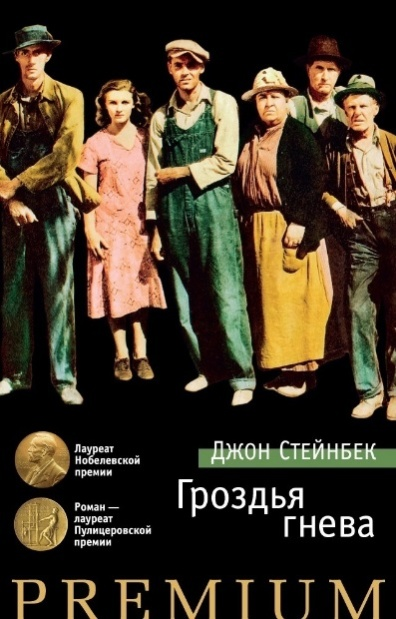 Джон Стейнбек
Гроздья
гнева
Лауреат
Нобелевской
премии
Роман —
лауреат
Пулицеровской
премии
PREMIUM